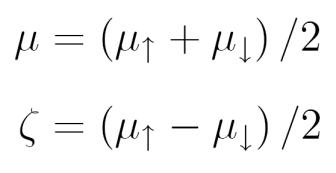 μ = (μ↑ + μ↓) /2
ζ = (μ↑ − μ↓) /2